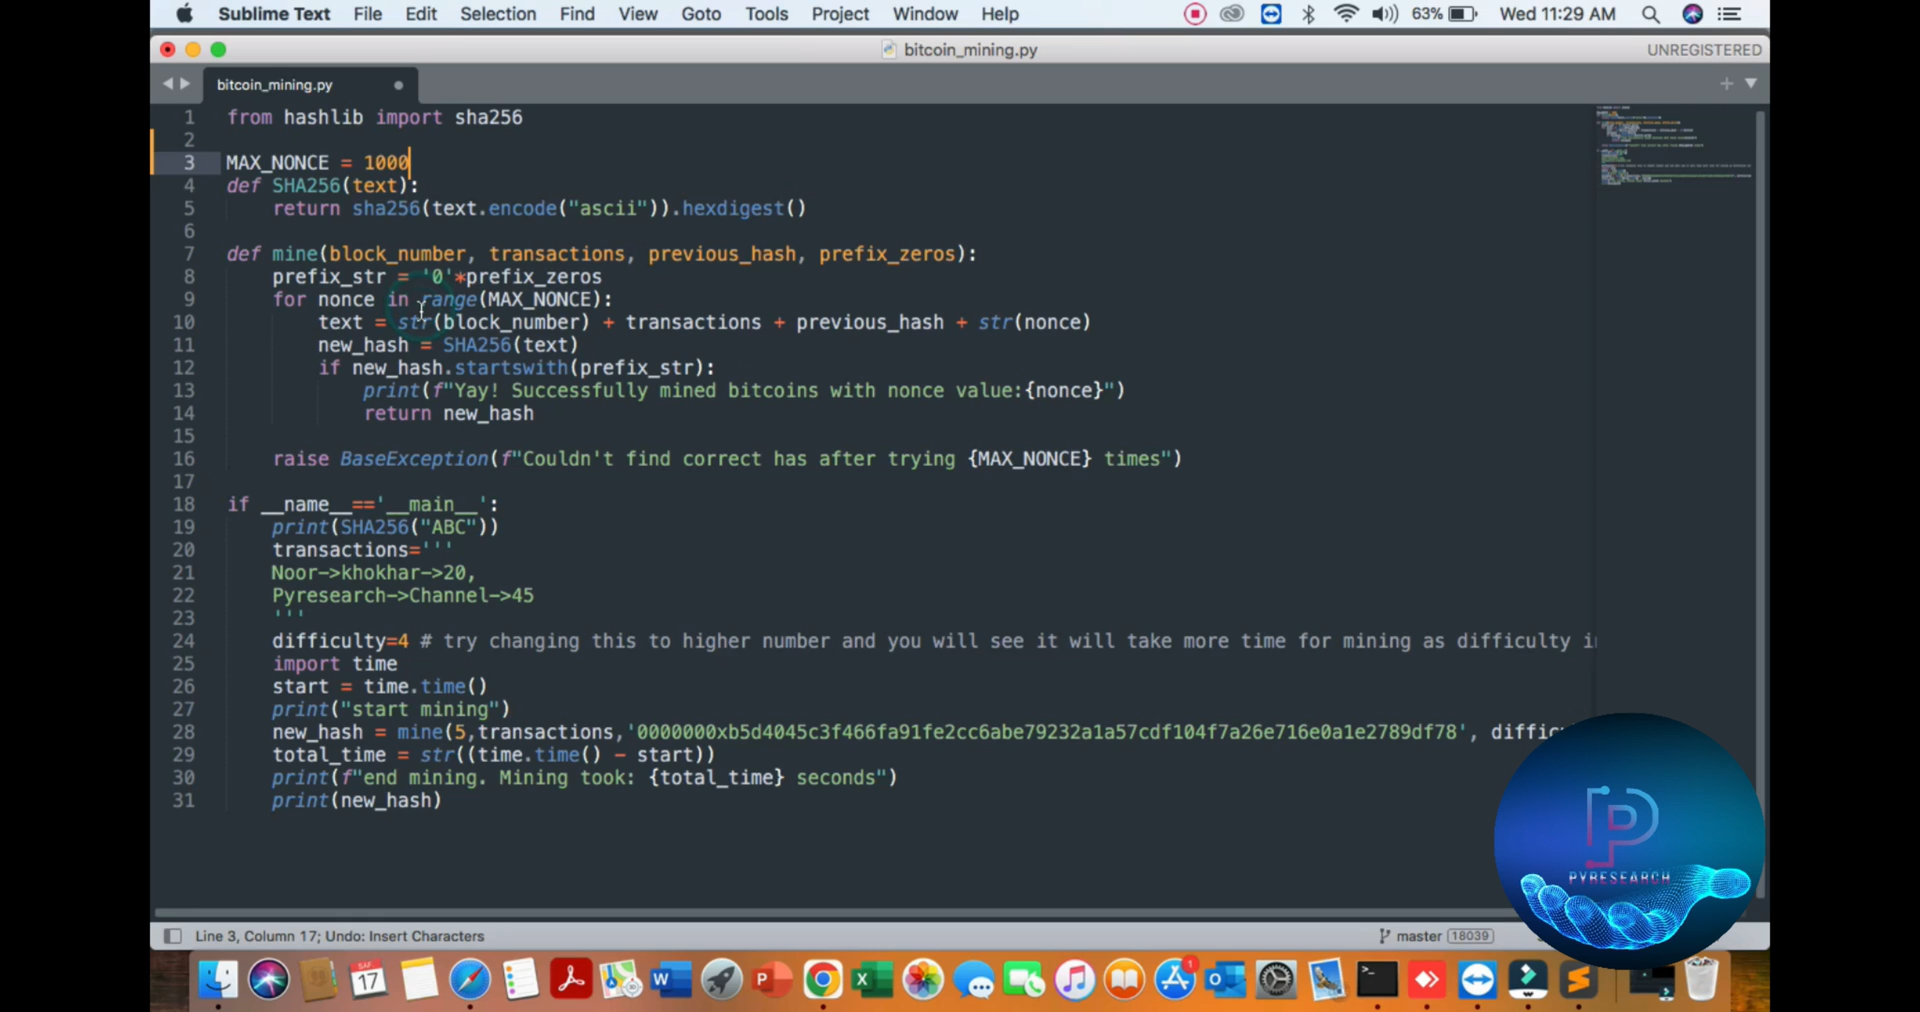 Sublime Text File Edit Selection Find View Goto Tools Project Window Help 63% Wed 11:29 AM
bitcoin_mining.py UNREGISTERED
bitcoin_mining.py
1 from hashlib import sha256
2
3 MAX_NONCE = 1000
4 def SHA256(text):
5 return sha256(text.encode("ascii")).hexdigest()
6
7 def mine(block_number, transactions, previous_hash, prefix_zeros):
8 prefix_str = '0'*prefix_zeros
9 for nonce in range(MAX_NONCE):
10 text = str(block_number) + transactions + previous_hash + str(nonce)
11 new_hash = SHA256(text)
12 if new_hash.startswith(prefix_str):
13 print(f"Yay! Successfully mined bitcoins with nonce value:{nonce}")
14 return new_hash
15
16 raise BaseException(f"Couldn't find correct has after trying {MAX_NONCE} times")
17
18 if __name__=='__main__':
19 print(SHA256("ABC"))
20 transactions='''
21 Noor->khokhar->20,
22 Pyresearch->Channel->45
23 '''
24 difficulty=4 # try changing this to higher number and you will see it will take more time for mining as difficulty i
25 import time
26 start = time.time()
27 print("start mining")
28 new_hash = mine(5,transactions,'0000000xb5d4045c3f466fa91fe2cc6abe79232a1a57cdf104f7a26e716e0a1e2789df78', diffic
29 total_time = str((time.time() - start))
30 print(f"end mining. Mining took: {total_time} seconds")
31 print(new_hash)
PYRESEARCH
Line 3, Column 17; Undo: Insert Characters master 18039
17
1